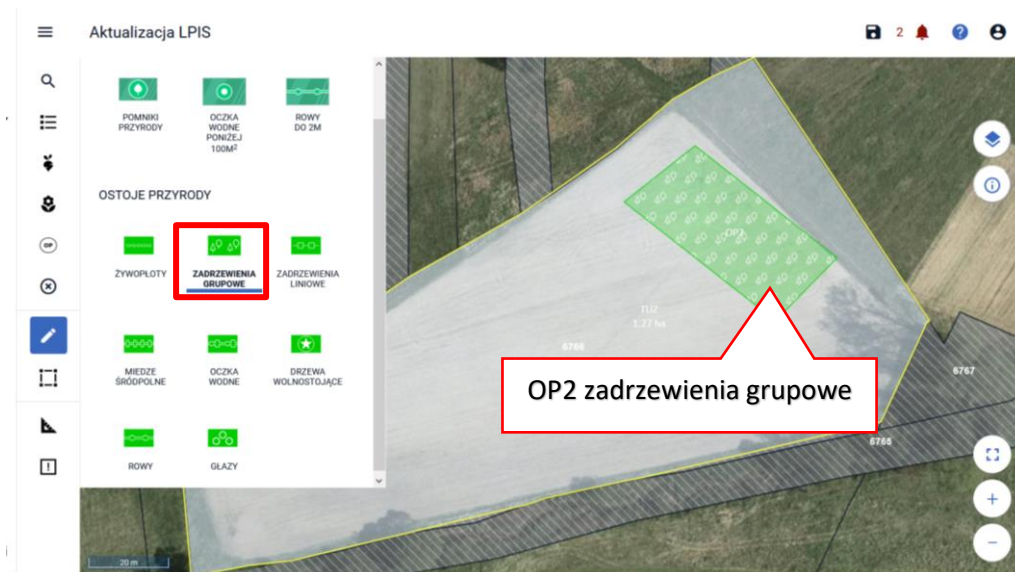 Aktualizacja LPIS
2
POMNIKI
PRZYRODY
OCZKA
WODNE
PONIŻEJ
100M²
ROWY
DO 2M
OSTOJE PRZYRODY
ŻYWOPŁOTY
ZADRZEWIENIA
GRUPOWE
ZADRZEWIENIA
LINIOWE
MIEDZE
ŚRÓDPOLNE
OCZKA
WODNE
DRZEWA
WOLNOSTOJĄCE
ROWY
GŁAZY
OP
OP2
TUZ
1,27 ha
6766
6767
6765
OP2 zadrzewienia grupowe
20 m